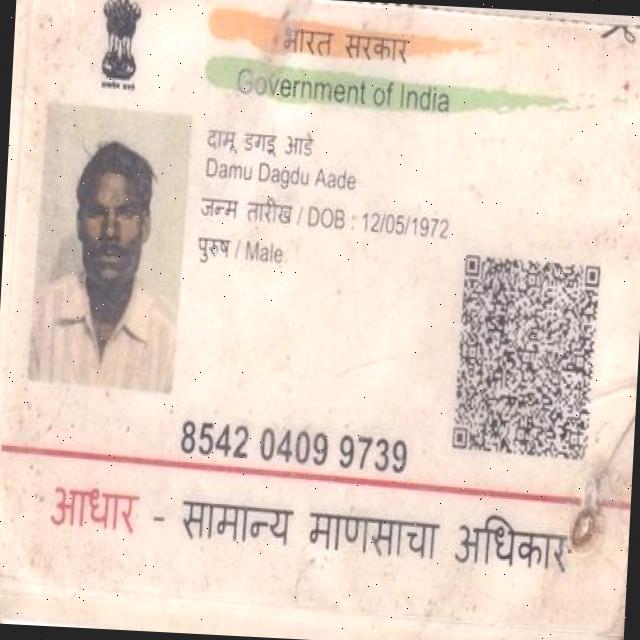 भारत सरकार
Government of India
दामू डगडू आडे
Damu Dagdu Aade
जन्म तारीख / DOB : 12/05/1972
पुरुष / Male
8542 0409 9739
आधार - सामान्य माणसाचा अधिकार